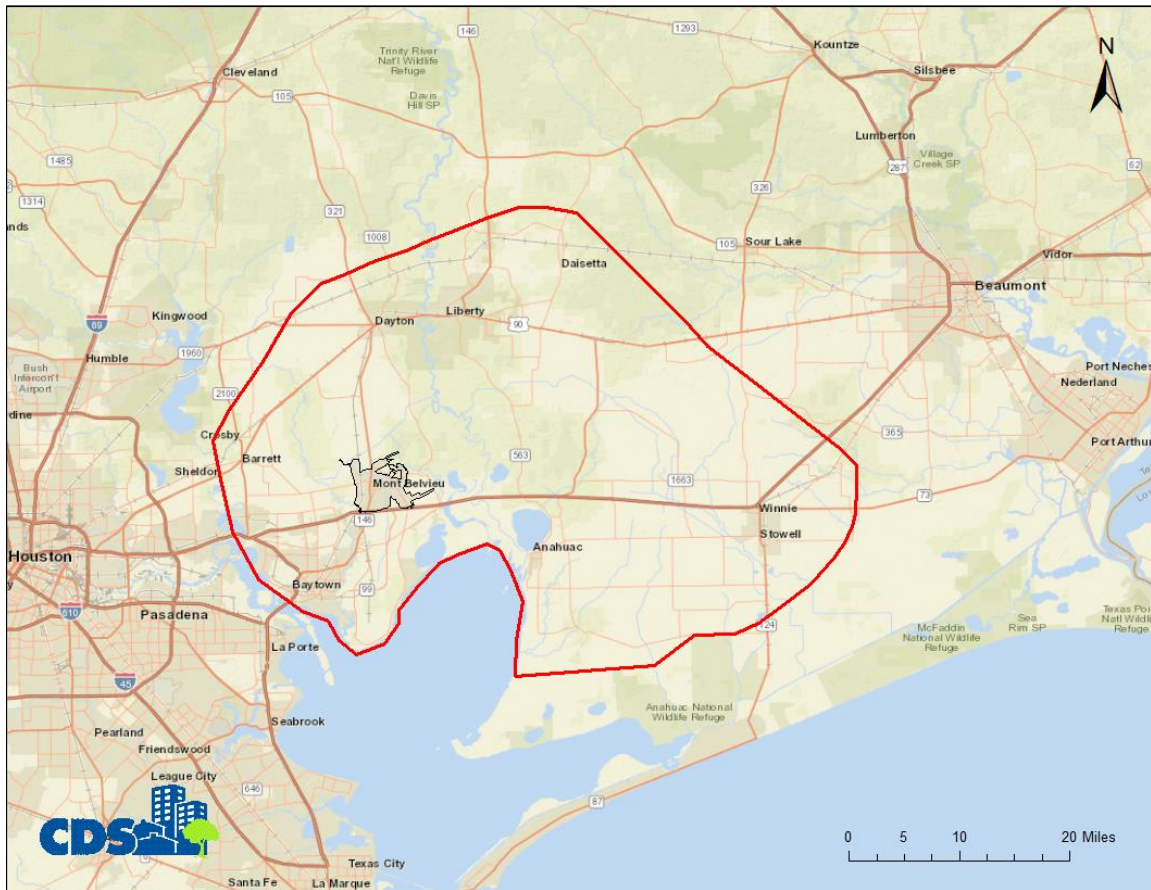 146
1293
Kountze
N
Trinity River
Nat'l Wildlife
Refuge
Cleveland
Silsbee
Davis
Hill SP
105
Lumberton
Village
Creek SP
1485
287
62
326
1314
321
ands
1008
105
Sour Lake
Vidor
Daisetta
Beaumont
Kingwood
Liberty
Dayton
90
69
1960
Humble
Bush
Intercon'l
Airport
Port Neches
Nederland
2100
dine
Crosby
365
Port Arthur
Barrett
563
Sheldon
Mont Belvieu
1663
73
Winnie
146
Stowell
Houston
Anahuac
Baytown
99
610
Pasadena
Sea
Rim SP
Texas Poi
Natl Wildlif
Refuge
124
McFaddin
National Wildlife
Refuge
La Porte
45
Anahuac National
Wildlife Refuge
Seabrook
Pearland
Friendswood
League City
646
87
CDS
0 5 10 20 Miles
Texas City
Santa Fe
La Marque